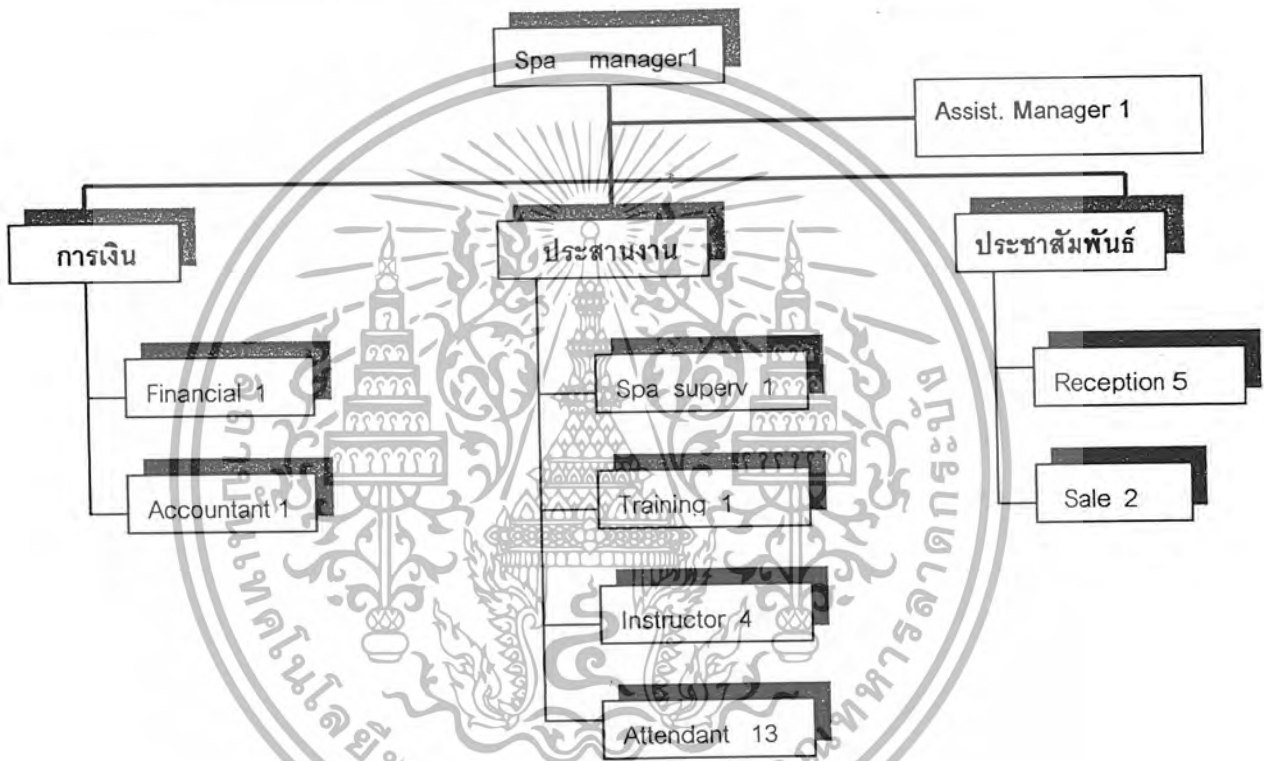 Spa manager1
Assist. Manager 1
การเงิน
ประสานงาน
ประชาสัมพันธ์
Financial 1
Accountant 1
Spa superv 1
Training 1
Instructor 4
Attendant 13
Reception 5
Sale 2